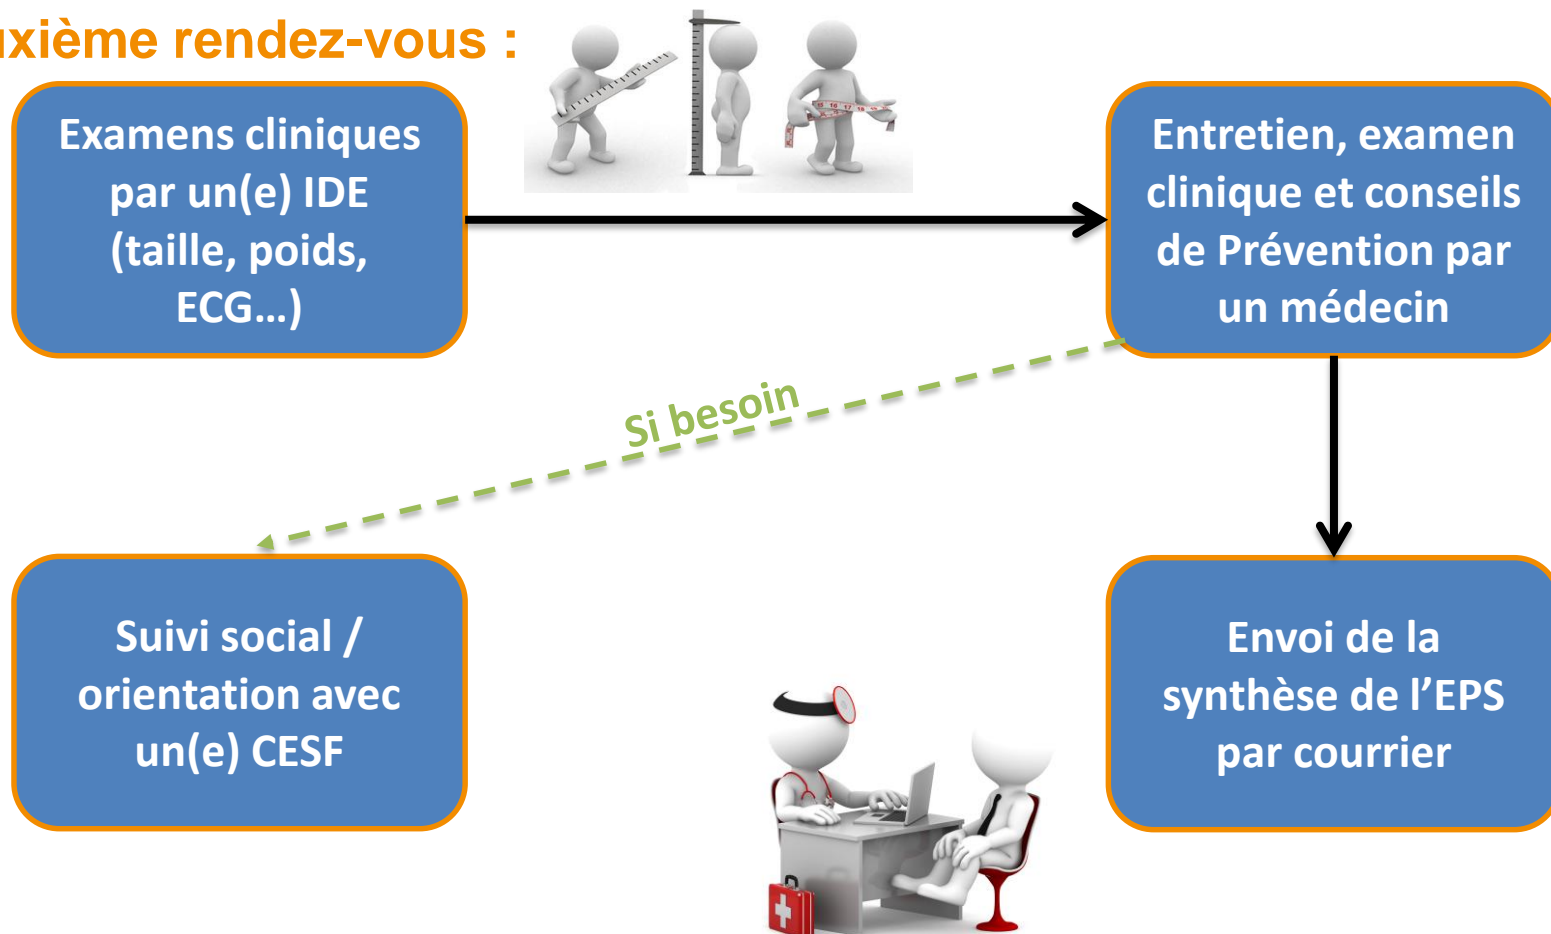 uxième rendez-vous :
Examens cliniques
par un(e) IDE
(taille, poids,
ECG...)
Entretien, examen
clinique et conseils
de Prévention par
un médecin
Si besoin
Suivi social /
orientation avec
un(e) CESF
Envoi de la
synthèse de l’EPS
par courrier